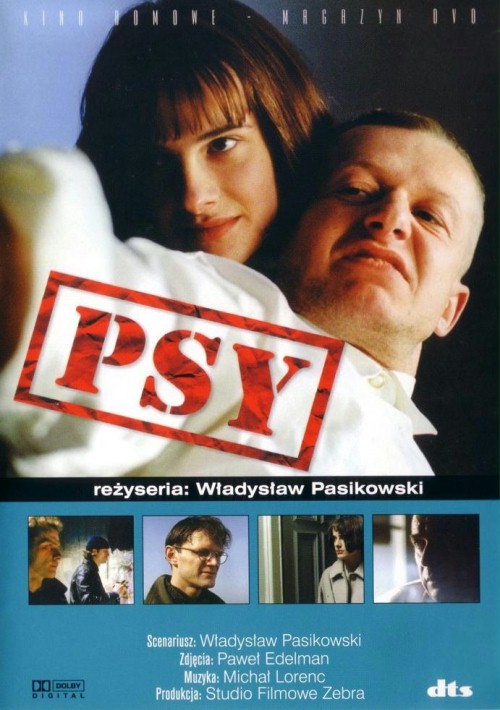 KINO DOMOWE - MAGAZYN DVD
PSY
reżyseria: Władysław Pasikowski
Scenariusz: Władysław Pasikowski
Zdjęcia: Paweł Edelman
Muzyka: Michał Lorenc
Produkcja: Studio Filmowe Zebra
DOLBY
DIGITAL
dts